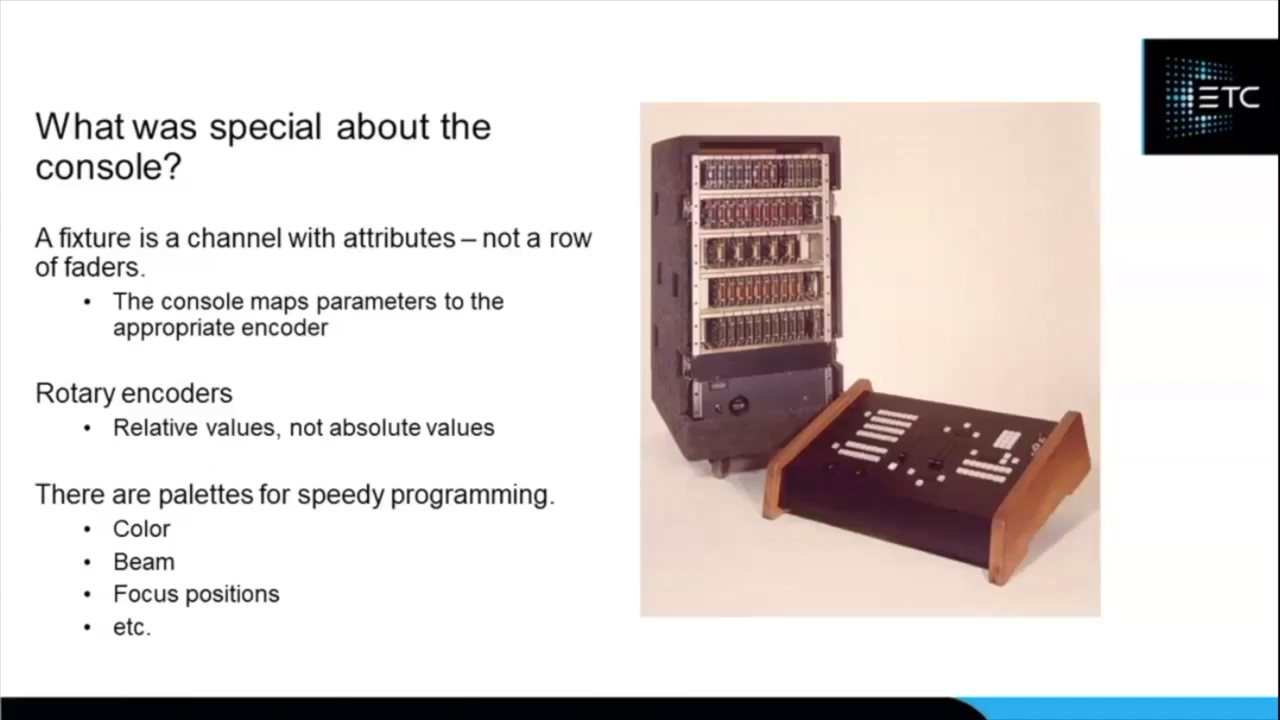 ETC
What was special about the
console?
A fixture is a channel with attributes – not a row
of faders.
• The console maps parameters to the
appropriate encoder
Rotary encoders
• Relative values, not absolute values
There are palettes for speedy programming.
• Color
• Beam
• Focus positions
• etc.